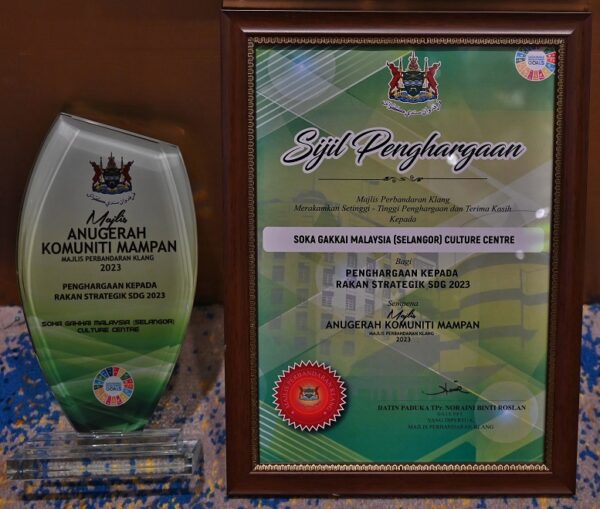 Majlis
ANUGERAH
KOMUNITI MAMPAN
MAJLIS PERBANDARAN KLANG
2023
PENGHARGAAN KEPADA
RAKAN STRATEGIK SDG 2023
SOKA GAKKAI MALAYSIA (SELANGOR)
CULTURE CENTRE
GOALS
GOALS
Sijil Penghargaan
Majlis Perbandaran Klang
Merakamkan Setinggi - Tinggi Penghargaan dan Terima Kasih
Kepada
SOKA GAKKAI MALAYSIA (SELANGOR) CULTURE CENTRE
Bagi
PENGHARGAAN KEPADA
RAKAN STRATEGIK SDG 2023
Sempena
Majlis
ANUGERAH KOMUNITI MAMPAN
MAJLIS PERBANDARAN KLANG
2023
DATIN PADUKA TPr. NORAINI BINTI ROSLAN
YANG DIPERTUA
MAJLIS PERBANDARAN KLANG